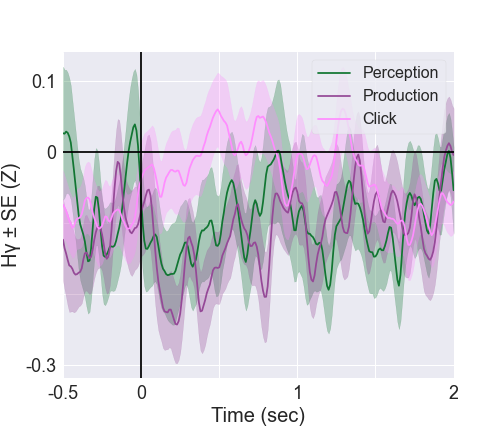 Hγ ± SE (Z)
0.1
0
-0.3
Perception
Production
Click
-0.5
0
1
2
Time (sec)